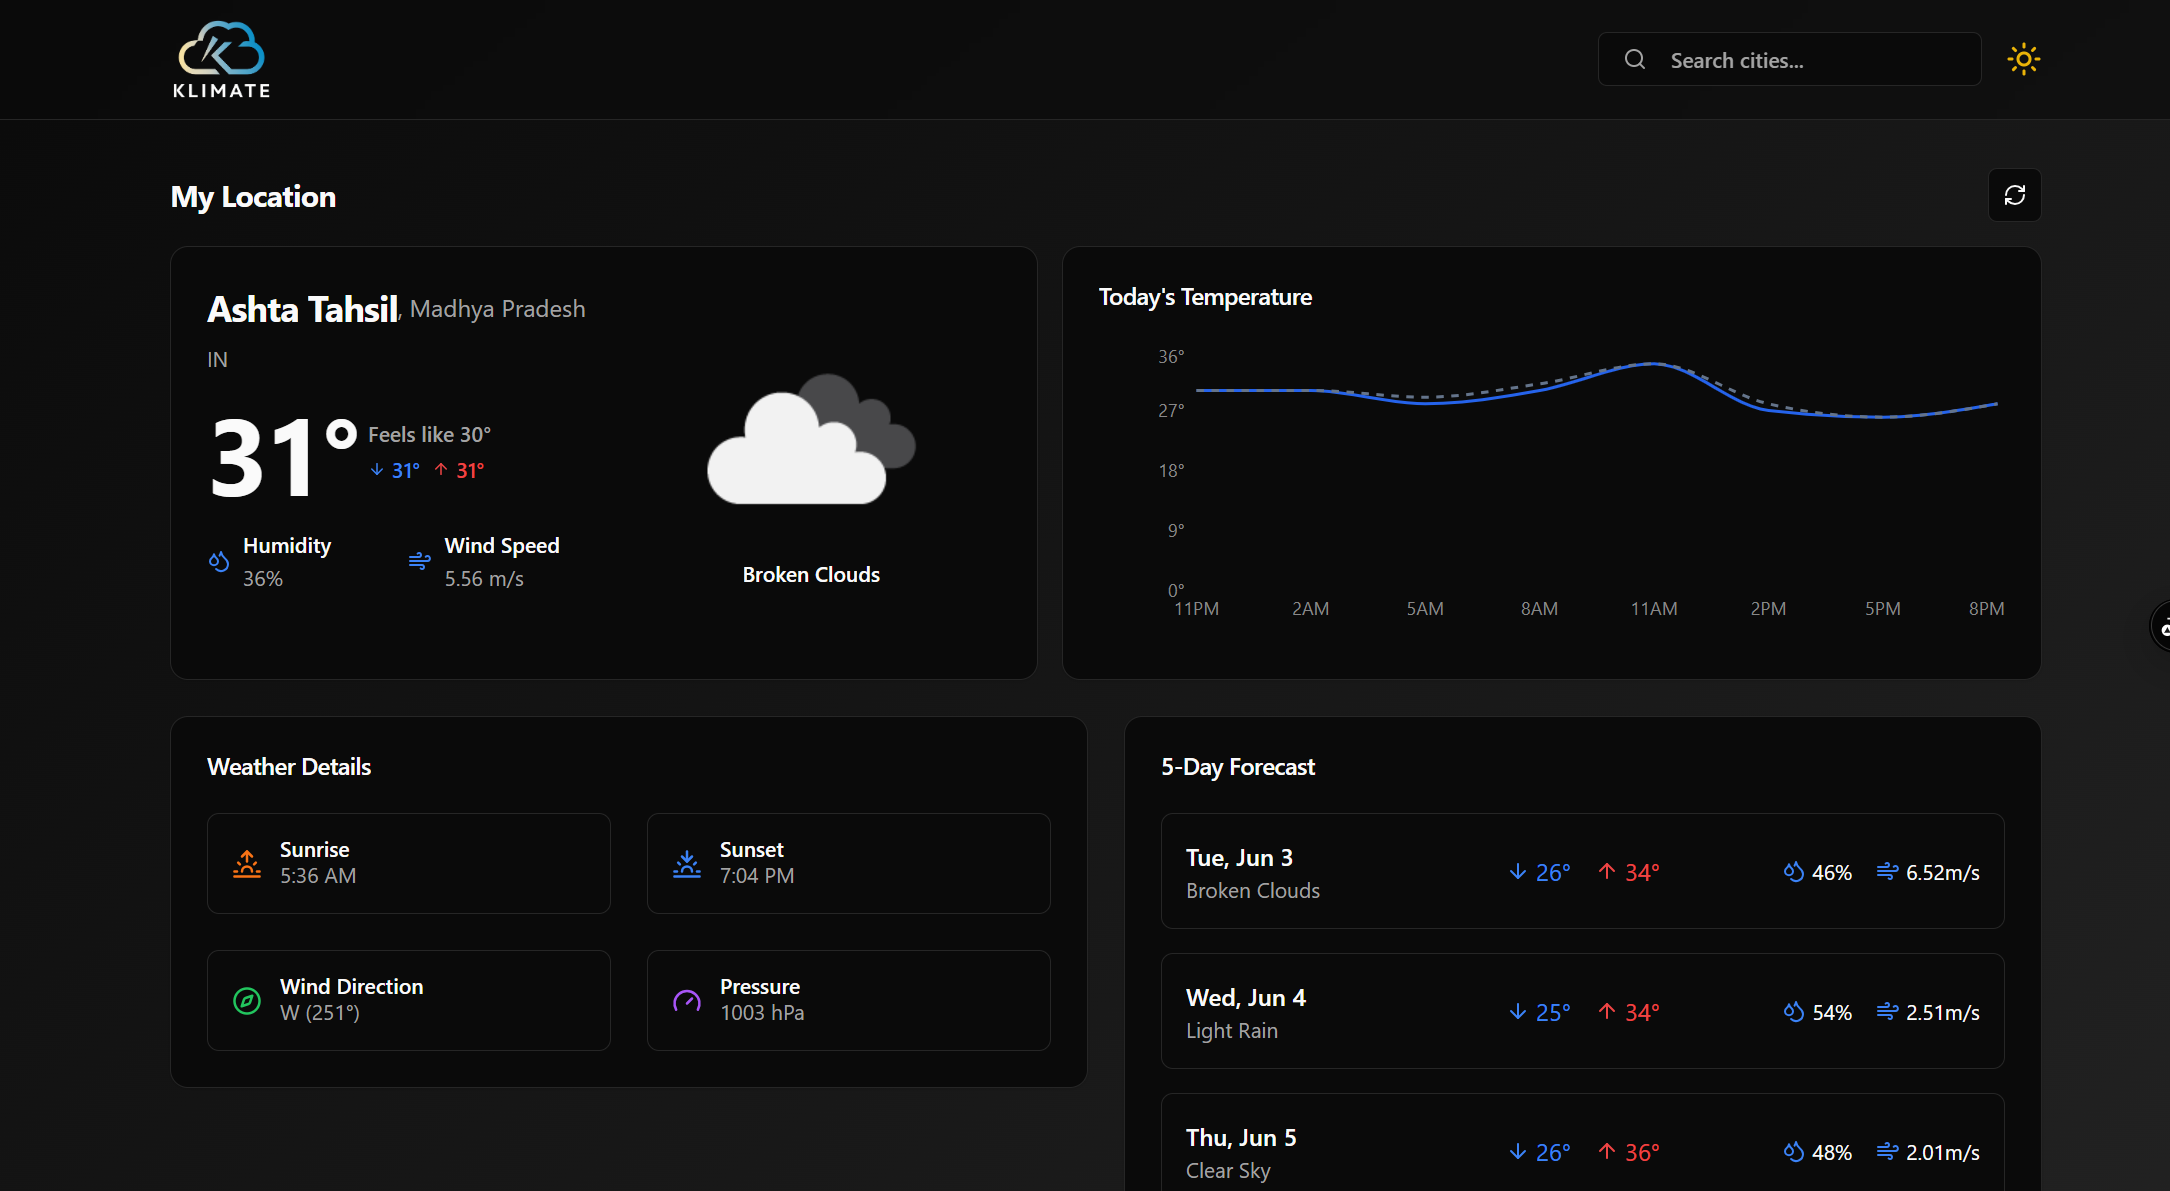 KLIMATE
Search cities...
My Location
Ashta Tahsil, Madhya Pradesh
IN
31° Feels like 30°
31° 31°
Humidity
36%
Wind Speed
5.56 m/s
Broken Clouds
Today's Temperature
36°
27°
18°
9°
0°
11PM 2AM 5AM 8AM 11AM 2PM 5PM 8PM
Weather Details
Sunrise
5:36 AM
Sunset
7:04 PM
Wind Direction
W (251°)
Pressure
1003 hPa
5-Day Forecast
Tue, Jun 3
Broken Clouds
26° 34° 46% 6.52m/s
Wed, Jun 4
Light Rain
25° 34° 54% 2.51m/s
Thu, Jun 5
Clear Sky
26° 36° 48% 2.01m/s